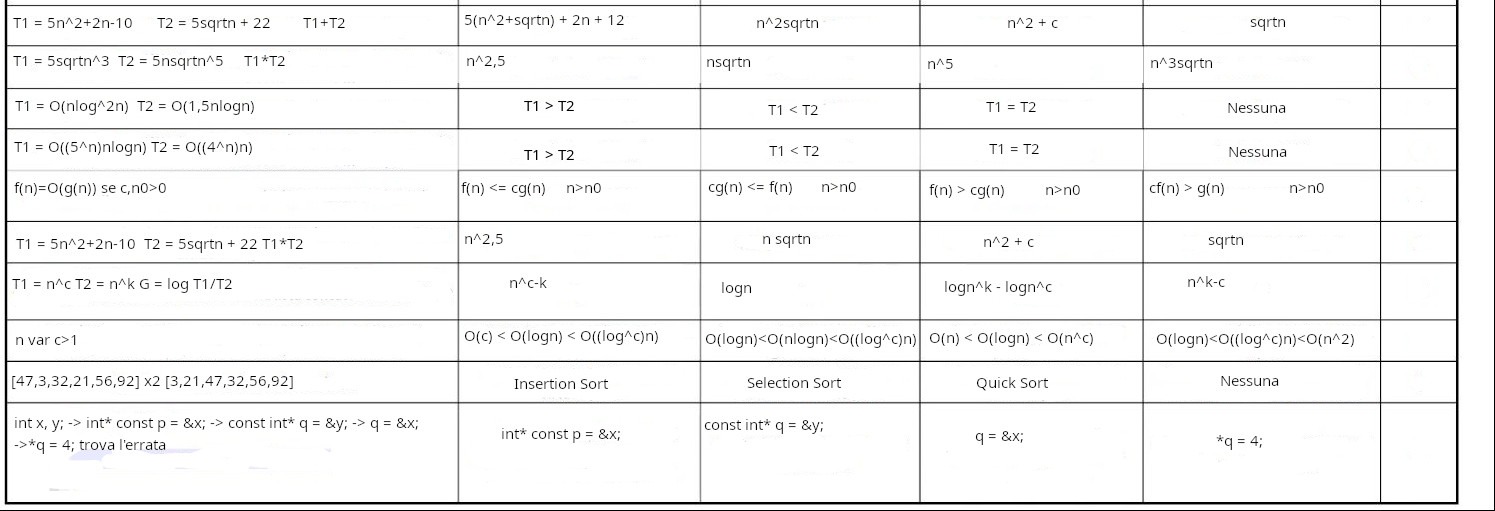 T1 = 5n^2+2n-10 T2 = 5sqrtn + 22 T1+T2 5(n^2+sqrtn) + 2n + 12 n^2sqrtn n^2 + c sqrtn
T1 = 5sqrtn^3 T2 = 5nsqrtn^5 T1*T2 n^2,5 nsqrtn n^5 n^3sqrtn
T1 = O(nlog^2n) T2 = O(1,5nlogn) T1 > T2 T1 < T2 T1 = T2 Nessuna
T1 = O((5^n)nlogn) T2 = O((4^n)n) T1 > T2 T1 < T2 T1 = T2 Nessuna
f(n)=O(g(n)) se c,n0>0 f(n) <= cg(n) n>n0 cg(n) <= f(n) n>n0 f(n) > cg(n) n>n0 cf(n) > g(n) n>n0
T1 = 5n^2+2n-10 T2 = 5sqrtn + 22 T1*T2 n^2,5 n sqrtn n^2 + c sqrtn
T1 = n^c T2 = n^k G = log T1/T2 n^c-k logn logn^k - logn^c n^k-c
n var c>1 O(c) < O(logn) < O((log^c)n) O(logn)<O(nlogn)<O((log^c)n) O(n) < O(logn) < O(n^c) O(logn)<O((log^c)n)<O(n^2)
[47,3,32,21,56,92] x2 [3,21,47,32,56,92] Insertion Sort Selection Sort Quick Sort Nessuna
int x, y; -> int* const p = &x; -> const int* q = &y; -> q = &x;
->*q = 4; trova l'errata int* const p = &x; const int* q = &y; q = &x; *q = 4;